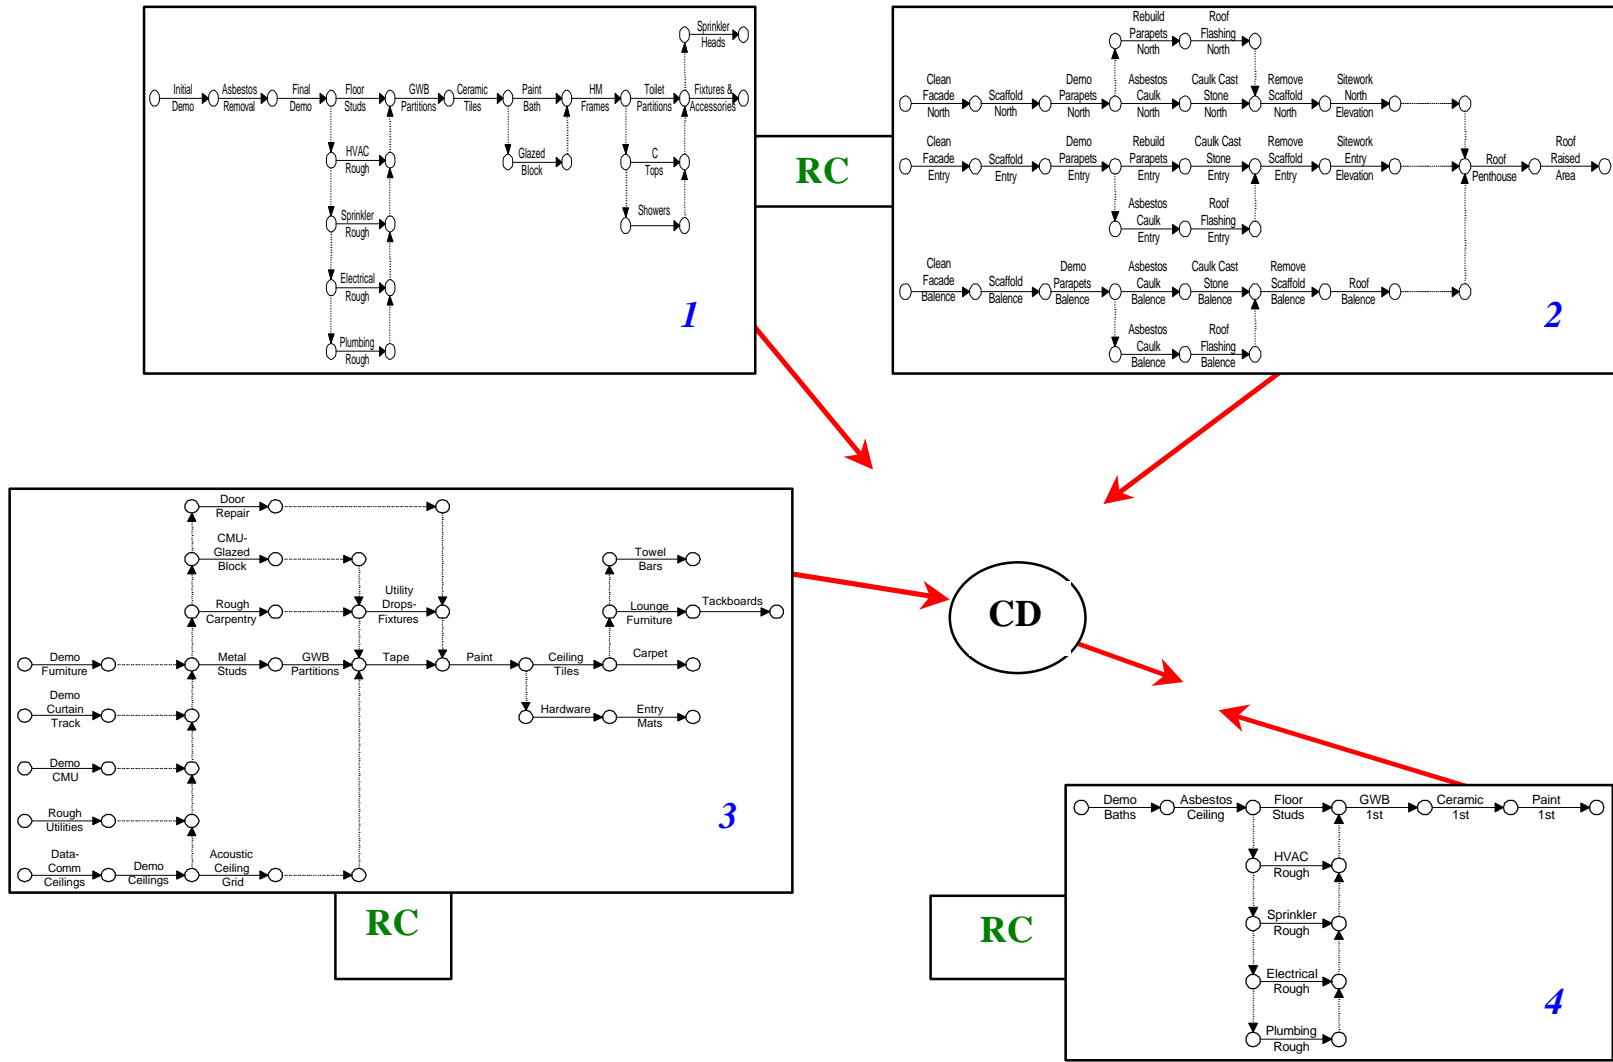 Sprinkler
Heads
Initial
Demo
Asbestos
Removal
Final
Demo
Floor
Studs
GWB
Partitions
Ceramic
Tiles
Paint
Bath
HM
Frames
Toilet
Partitions
Fixtures &
Accessories
HVAC
Rough
Glazed
Block
C
Tops
Sprinkler
Rough
Showers
Electrical
Rough
Plumbing
Rough
1
RC
Rebuild
Parapets
North
Roof
Flashing
North
Clean
Facade
North
Scaffold
North
Demo
Parapets
North
Asbestos
Caulk
North
Caulk Cast
Stone
North
Remove
Scaffold
North
Sitework
North
Elevation
Clean
Facade
Entry
Scaffold
Entry
Demo
Parapets
Entry
Rebuild
Parapets
Entry
Caulk Cast
Stone
Entry
Remove
Scaffold
Entry
Sitework
Entry
Elevation
Roof
Penthouse
Roof
Raised
Area
Asbestos
Caulk
Entry
Roof
Flashing
Entry
Clean
Facade
Balence
Scaffold
Balence
Demo
Parapets
Balence
Asbestos
Caulk
Balence
Caulk Cast
Stone
Balence
Remove
Scaffold
Balence
Roof
Balence
Asbestos
Caulk
Balence
Roof
Flashing
Balence
2
Door
Repair
CMU-
Glazed
Block
Rough
Carpentry
Utility
Drops-
Fixtures
Towel
Bars
Lounge
Furniture
Tackboards
Demo
Furniture
Metal
Studs
GWB
Partitions
Tape
Paint
Ceiling
Tiles
Carpet
Demo
Curtain
Track
Hardware
Entry
Mats
Demo
CMU
Rough
Utilities
Data-
Comm
Ceilings
Demo
Ceilings
Acoustic
Ceiling
Grid
3
RC
CD
Demo
Baths
Asbestos
Ceiling
Floor
Studs
GWB
1st
Ceramic
1st
Paint
1st
HVAC
Rough
Sprinkler
Rough
Electrical
Rough
Plumbing
Rough
4
RC